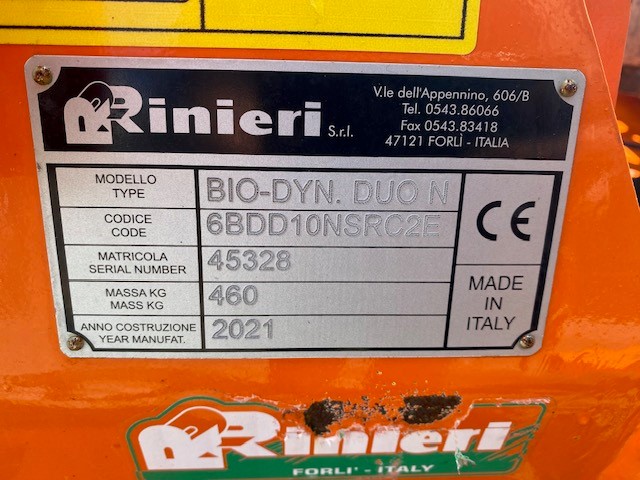 Rinieri S.r.l.
V.le dell'Appennino, 606/B
Tel. 0543.86066
Fax 0543.83418
47121 FORLÌ - ITALIA
MODELLO
TYPE
BIO-DYN. DUO N
CODICE
CODE
6BDD10NSRC2E
MATRICOLA
SERIAL NUMBER
45328
MASSA KG
MASS KG
460
ANNO COSTRUZIONE
YEAR MANUFAT.
2021
CE
MADE
IN
ITALY
Rinieri
FORLI' - ITALY